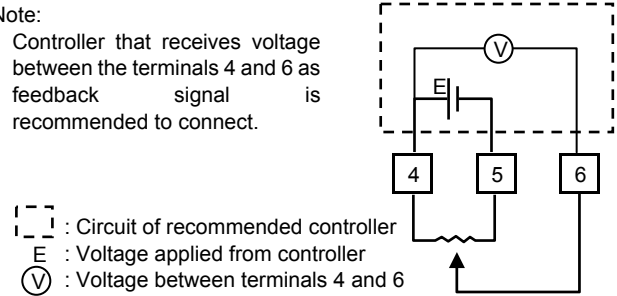 Note:
Controller that receives voltage
between the terminals 4 and 6 as
feedback signal is
recommended to connect.
V
E
4 5 6
: Circuit of recommended controller
E : Voltage applied from controller
V : Voltage between terminals 4 and 6